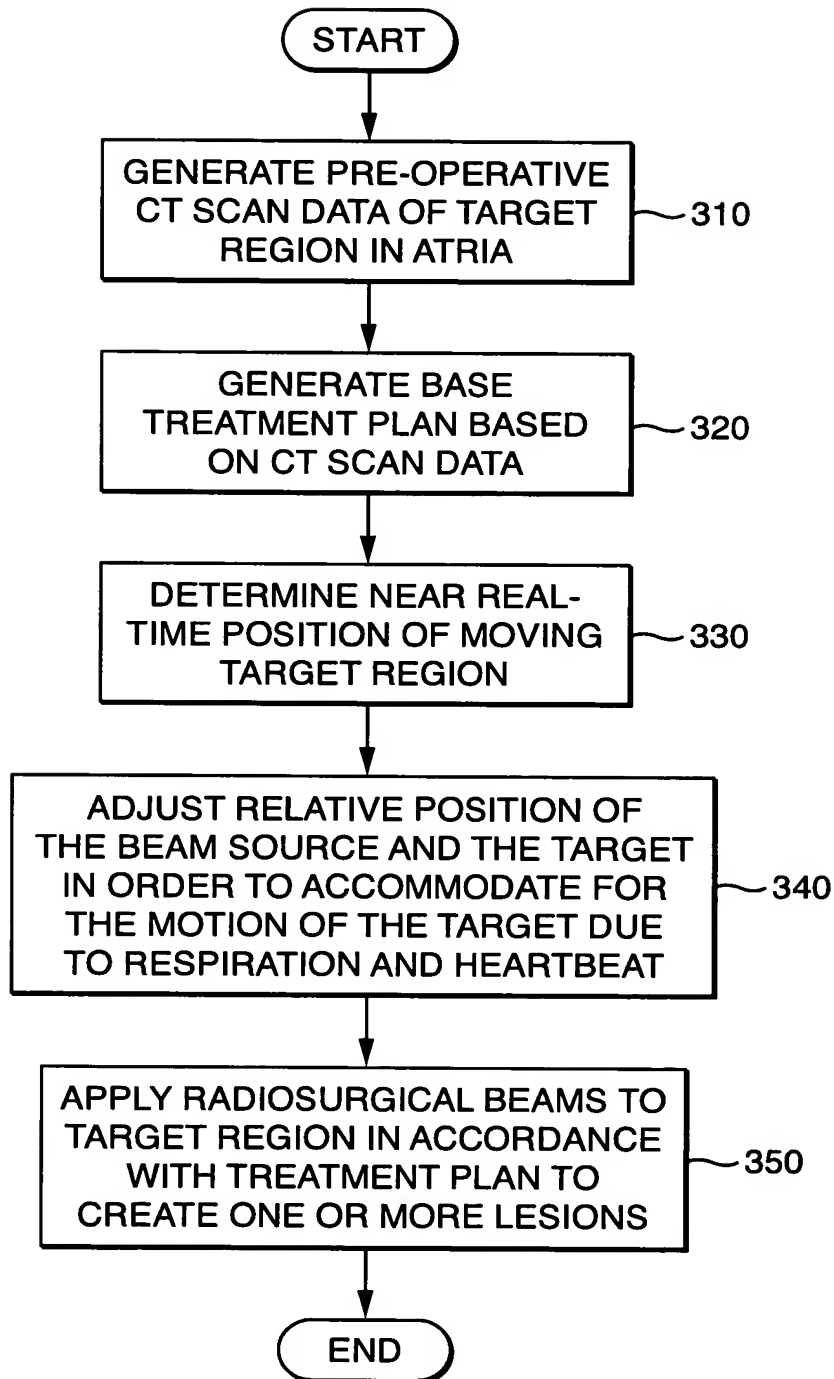 START
GENERATE PRE-OPERATIVE
CT SCAN DATA OF TARGET
REGION IN ATRIA
310
GENERATE BASE
TREATMENT PLAN BASED
ON CT SCAN DATA
320
DETERMINE NEAR REAL-
TIME POSITION OF MOVING
TARGET REGION
330
ADJUST RELATIVE POSITION OF
THE BEAM SOURCE AND THE TARGET
IN ORDER TO ACCOMMODATE FOR
THE MOTION OF THE TARGET DUE
TO RESPIRATION AND HEARTBEAT
340
APPLY RADIOSURGICAL BEAMS TO
TARGET REGION IN ACCORDANCE
WITH TREATMENT PLAN TO
CREATE ONE OR MORE LESIONS
350
END